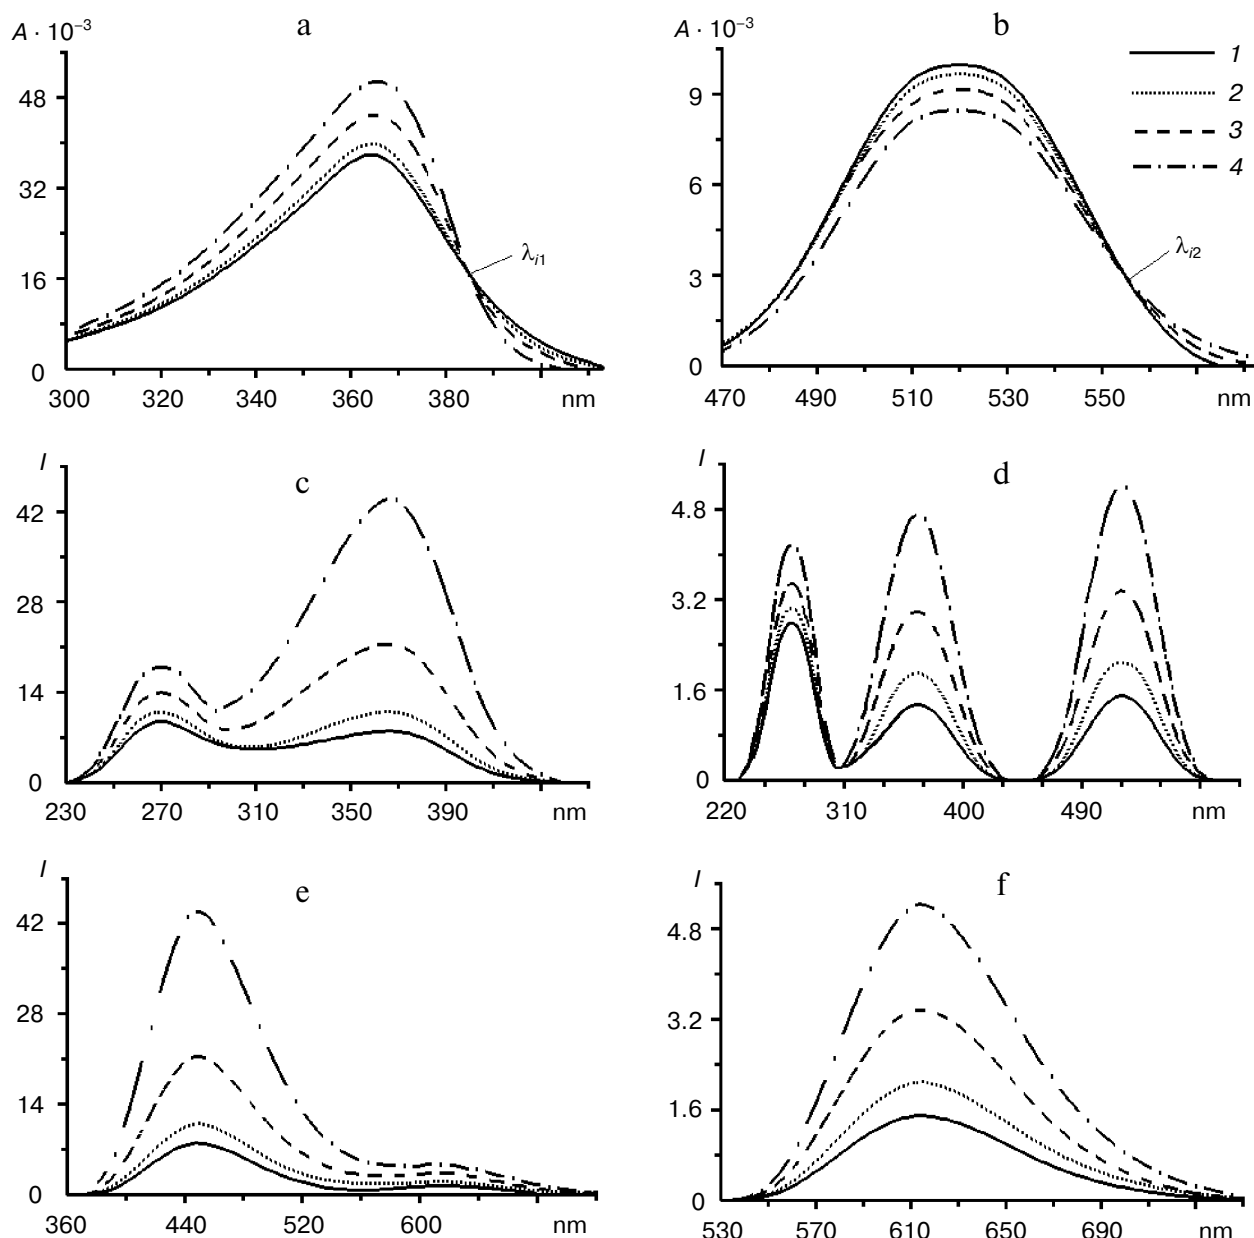 A · 10⁻³
a
48
32
16
0
λi1
300 320 340 360 380 nm
A · 10⁻³
b
9
6
3
0
1
2
3
4
λi2
470 490 510 530 550 nm
I
c
42
28
14
0
230 270 310 350 390 nm
I
d
4.8
3.2
1.6
0
220 310 400 490 nm
I
e
42
28
14
0
360 440 520 600 nm
I
f
4.8
3.2
1.6
0
530 570 610 650 690 nm